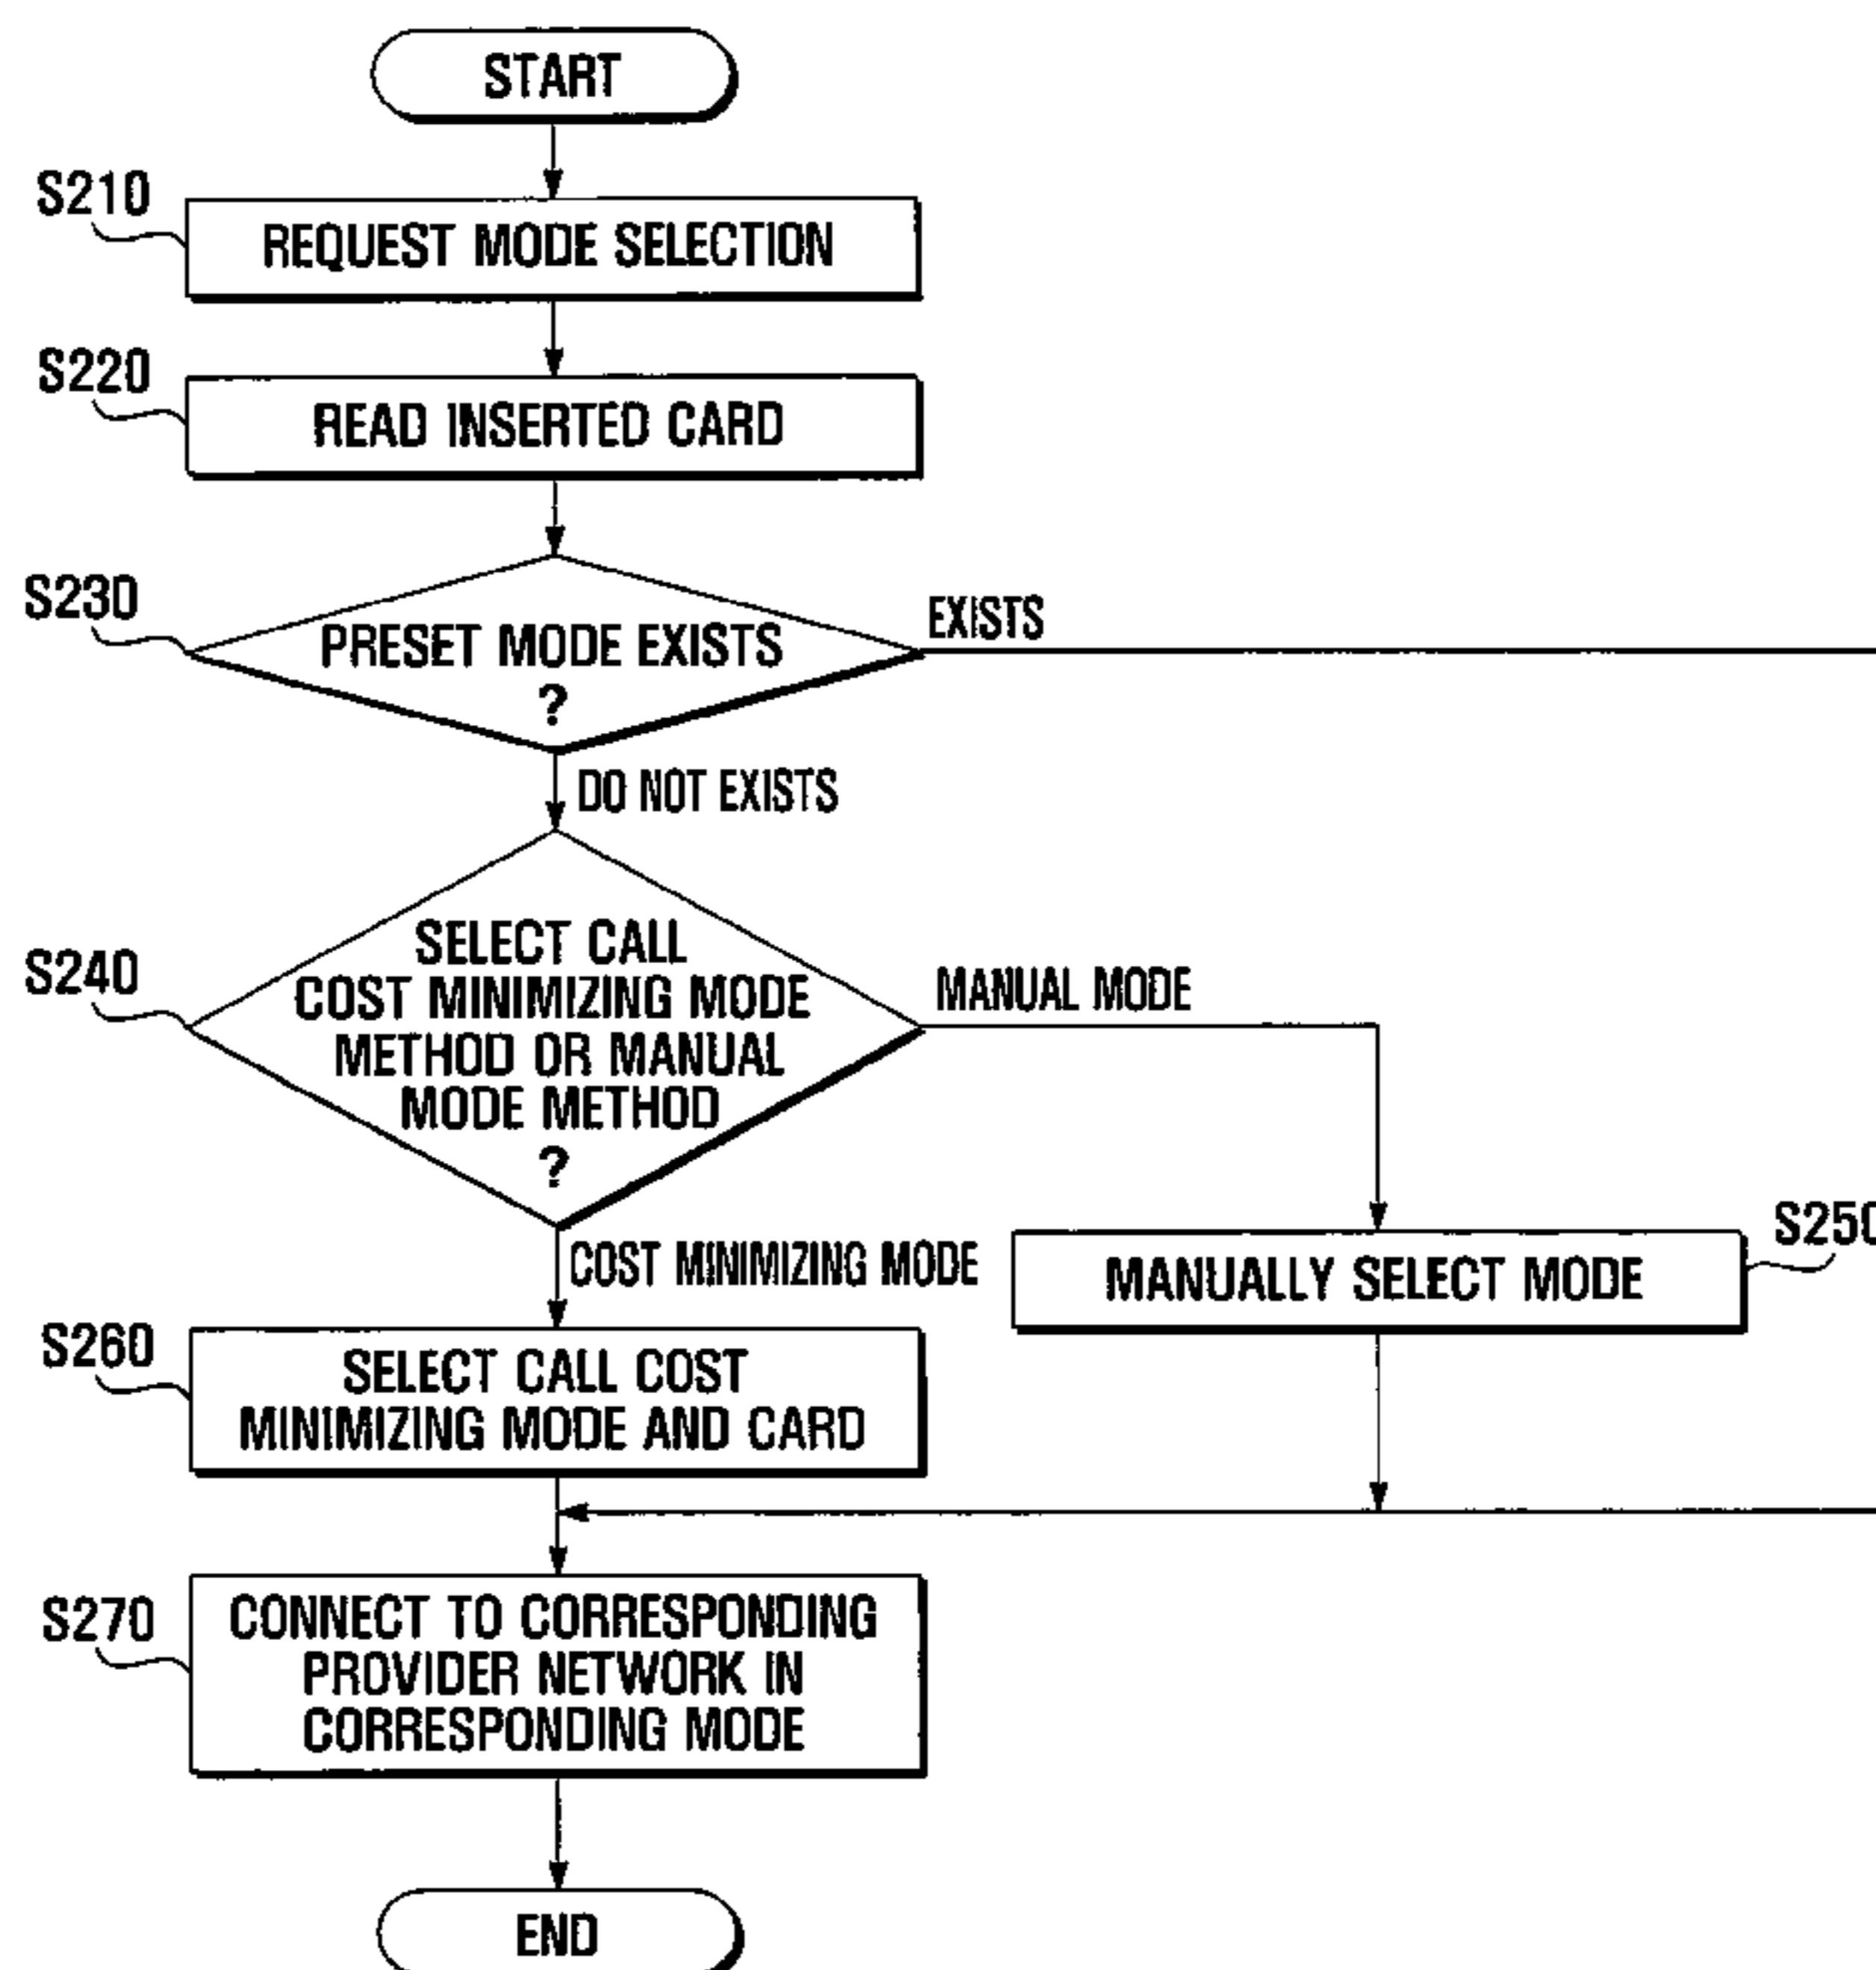 START
S210
REQUEST MODE SELECTION
S220
READ INSERTED CARD
S230
PRESET MODE EXISTS
?
EXISTS
DO NOT EXISTS
S240
SELECT CALL
COST MINIMIZING MODE
METHOD OR MANUAL
MODE METHOD
?
MANUAL MODE
COST MINIMIZING MODE
MANUALLY SELECT MODE
S250
S260
SELECT CALL COST
MINIMIZING MODE AND CARD
S270
CONNECT TO CORRESPONDING
PROVIDER NETWORK IN
CORRESPONDING MODE
END